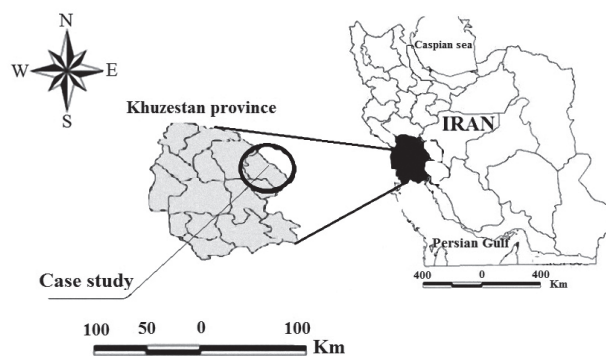 N
W E
S
Khuzestan province
Case study
100 50 0 100
Km
Caspian sea
IRAN
Persian Gulf
400 0 400
Km